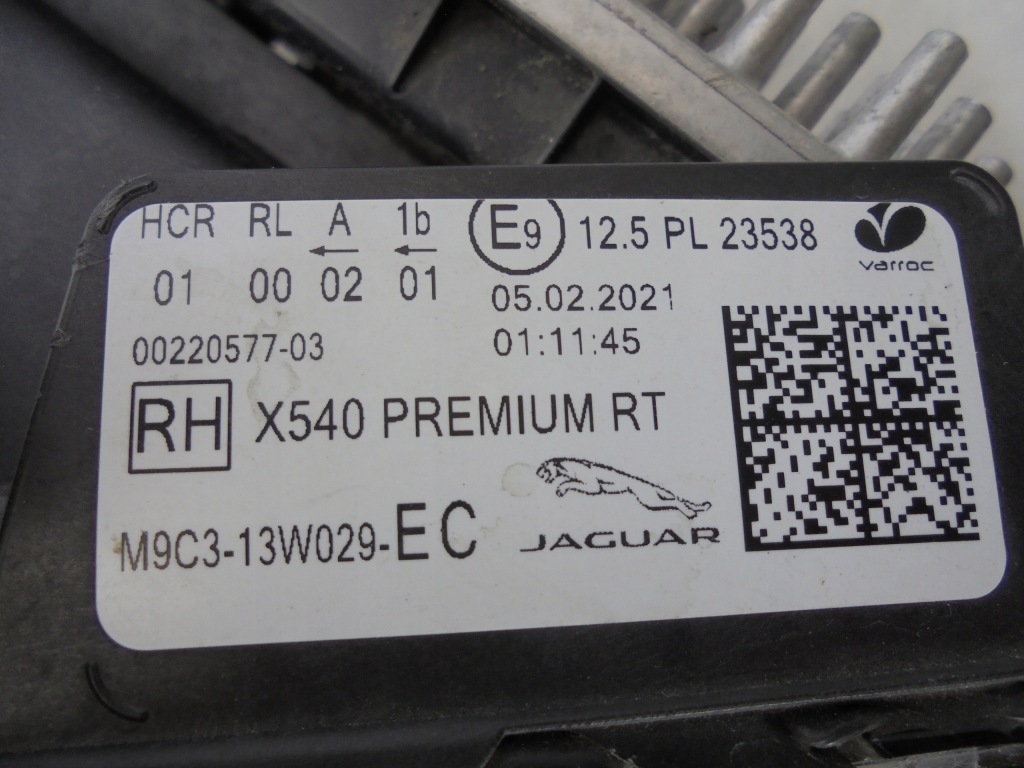 HCR RL A 1b E9 12.5 PL 23538
varroc
01 00 02 01 05.02.2021
00220577-03 01:11:45
RH X540 PREMIUM RT
M9C3-13W029-EC JAGUAR